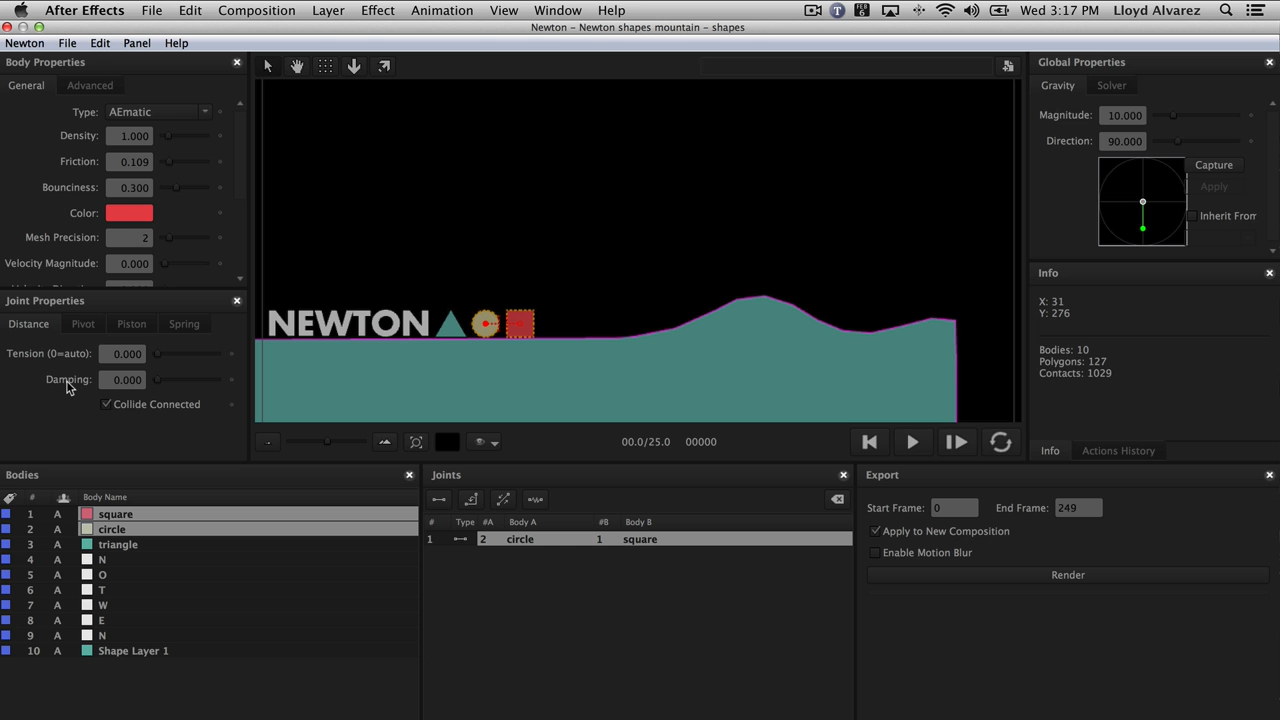 After Effects File Edit Composition Layer Effect Animation View Window Help Wed 3:17 PM Lloyd Alvarez
Newton - Newton shapes mountain - shapes
Newton File Edit Panel Help
Body Properties
General Advanced
Type: AEmatic
Density: 1.000
Friction: 0.109
Bounciness: 0.300
Color:
Mesh Precision: 2
Velocity Magnitude: 0.000
Joint Properties
Distance Pivot Piston Spring
Tension (0=auto): 0.000
Damping: 0.000
Collide Connected
NEWTON
00.0/25.0 00000
Global Properties
Gravity Solver
Magnitude: 10.000
Direction: 90.000
Capture
Apply
Inherit From
Info
X: 31
Y: 276
Bodies: 10
Polygons: 127
Contacts: 1029
Info Actions History
Bodies
# Body Name
1 A square
2 A circle
3 A triangle
4 A N
5 A O
6 A T
7 A W
8 A E
9 A N
10 A Shape Layer 1
Joints
# Type #A Body A #B Body B
1 2 circle 1 square
Export
Start Frame: 0 End Frame: 249
Apply to New Composition
Enable Motion Blur
Render